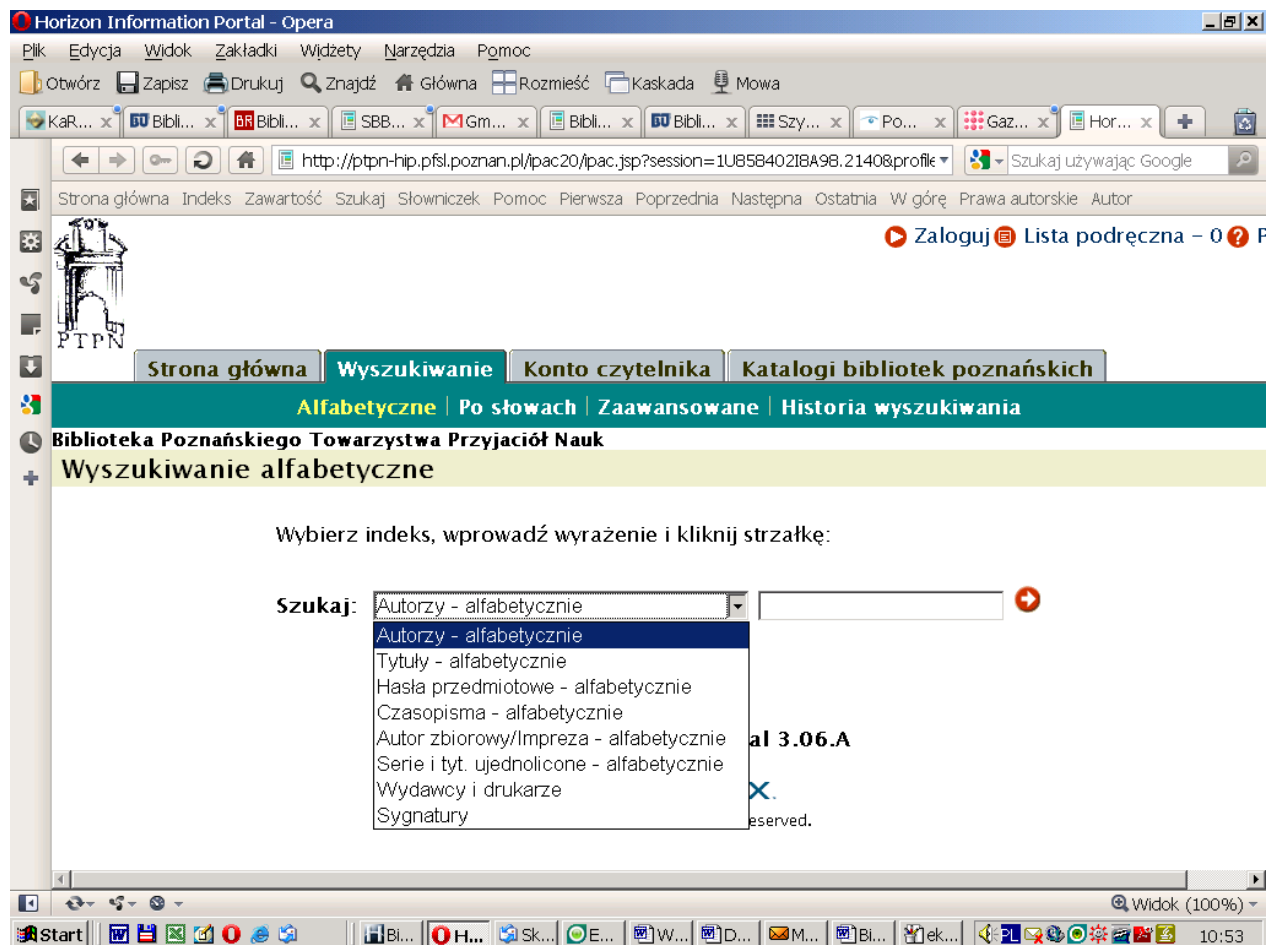 Horizon Information Portal - Opera
Plik Edycja Widok Zakładki Widżety Narzędzia Pomoc
Otwórz Zapisz Drukuj Znajdź Główna Rozmieść Kaskada Mowa
KaR... Bibli... BR Bibli... SBB... Gm... Bibli... Bibli... Szy... Po... Gaz... Hor...
http://ptpn-hip.pfsl.poznan.pl/ipac20/ipac.jsp?session=1U858402I8A98.2140&profile Szukaj używając Google
Strona główna Indeks Zawartość Szukaj Słowniczek Pomoc Pierwsza Poprzednia Następna Ostatnia W górę Prawa autorskie Autor
Zaloguj Lista podręczna - 0 ? P
PTPN
Strona główna Wyszukiwanie Konto czytelnika Katalogi bibliotek poznańskich
Alfabetyczne | Po słowach | Zaawansowane | Historia wyszukiwania
Biblioteka Poznańskiego Towarzystwa Przyjaciół Nauk
Wyszukiwanie alfabetyczne
Wybierz indeks, wprowadź wyrażenie i kliknij strzałkę:
Szukaj: Autorzy - alfabetycznie
Autorzy - alfabetycznie
Tytuły - alfabetycznie
Hasła przedmiotowe - alfabetycznie
Czasopisma - alfabetycznie
Autor zbiorowy/Impreza - alfabetycznie al 3.06.A
Serie i tyt. ujednolicone - alfabetycznie
Wydawcy i drukarze X.
Sygnatury eserved.
Widok (100%)
Start Bi... H... Sk... E... W... D... M... Bi... ek... PL 10:53